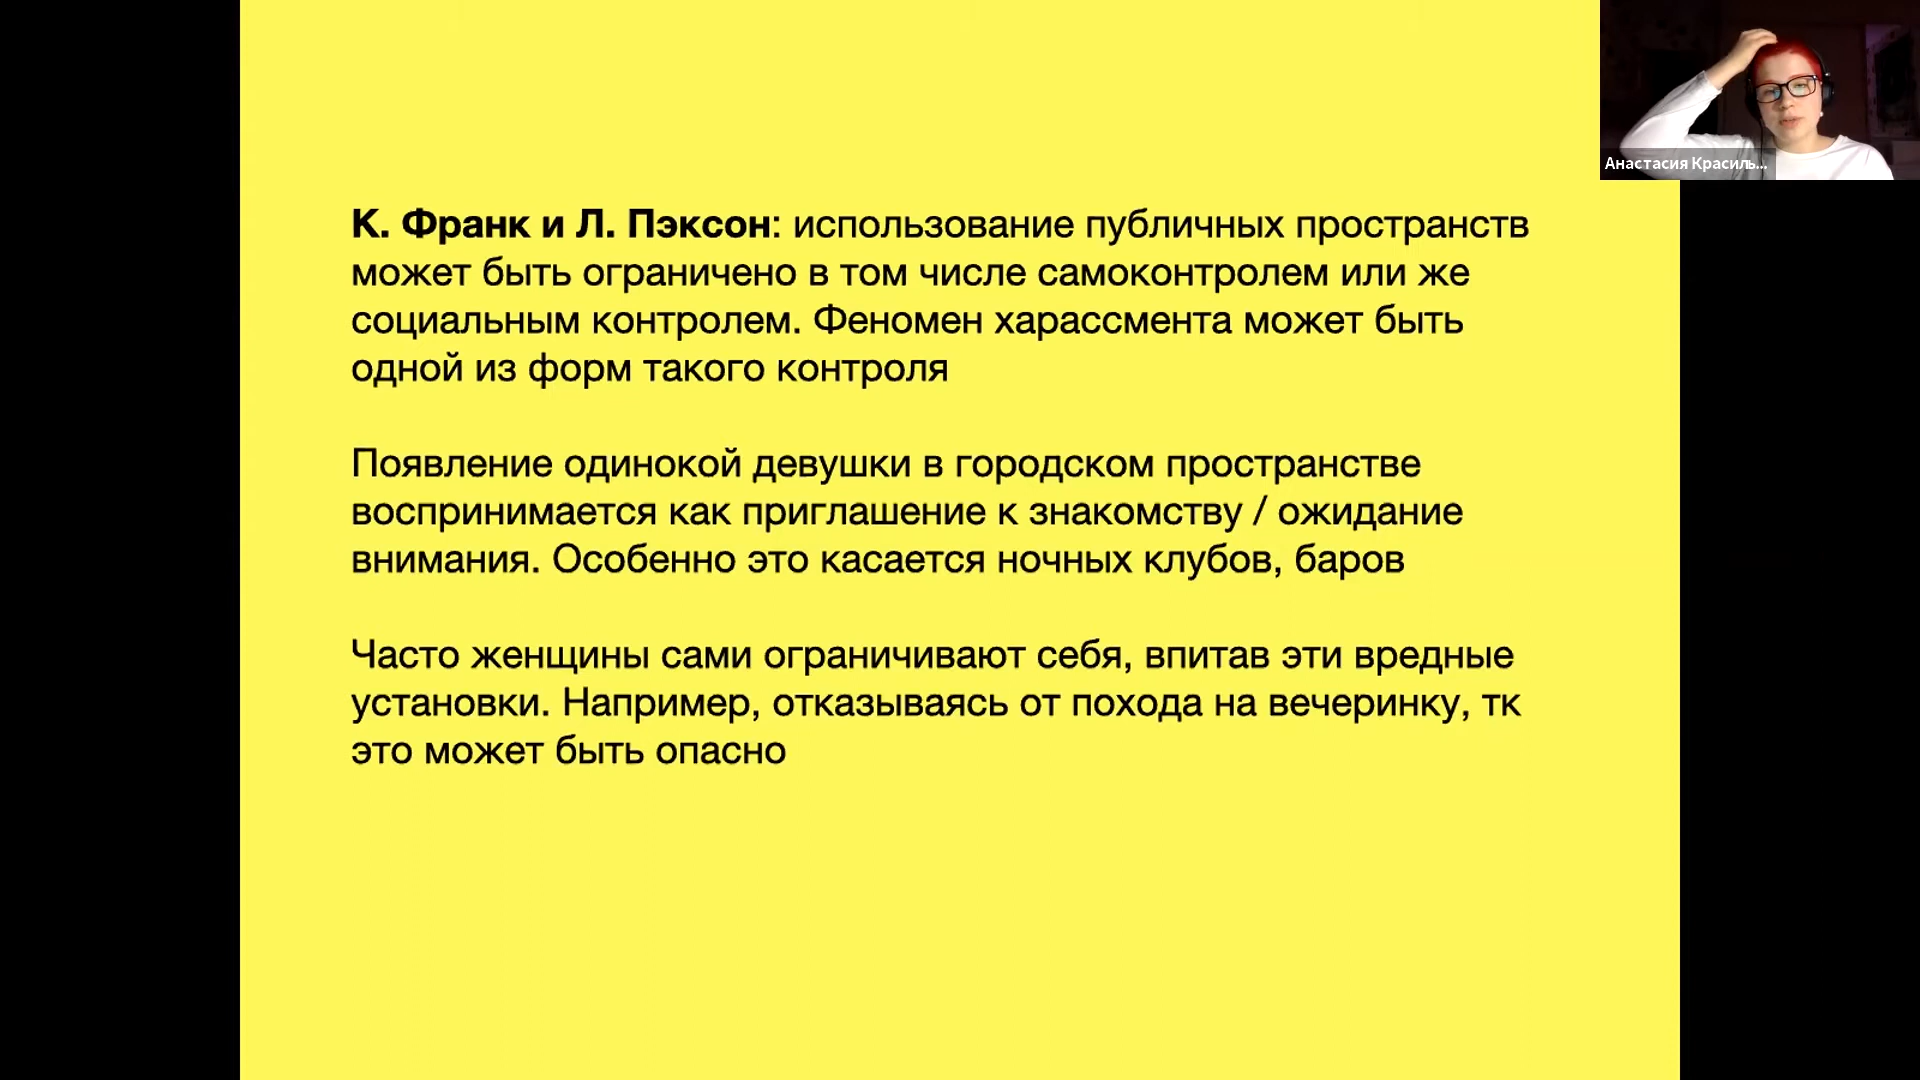 К. Франк и Л. Пэксон: использование публичных пространств
может быть ограничено в том числе самоконтролем или же
социальным контролем. Феномен харассмента может быть
одной из форм такого контроля
Появление одинокой девушки в городском пространстве
воспринимается как приглашение к знакомству / ожидание
внимания. Особенно это касается ночных клубов, баров
Часто женщины сами ограничивают себя, впитав эти вредные
установки. Например, отказываясь от похода на вечеринку, тк
это может быть опасно
Анастасия Красиль...